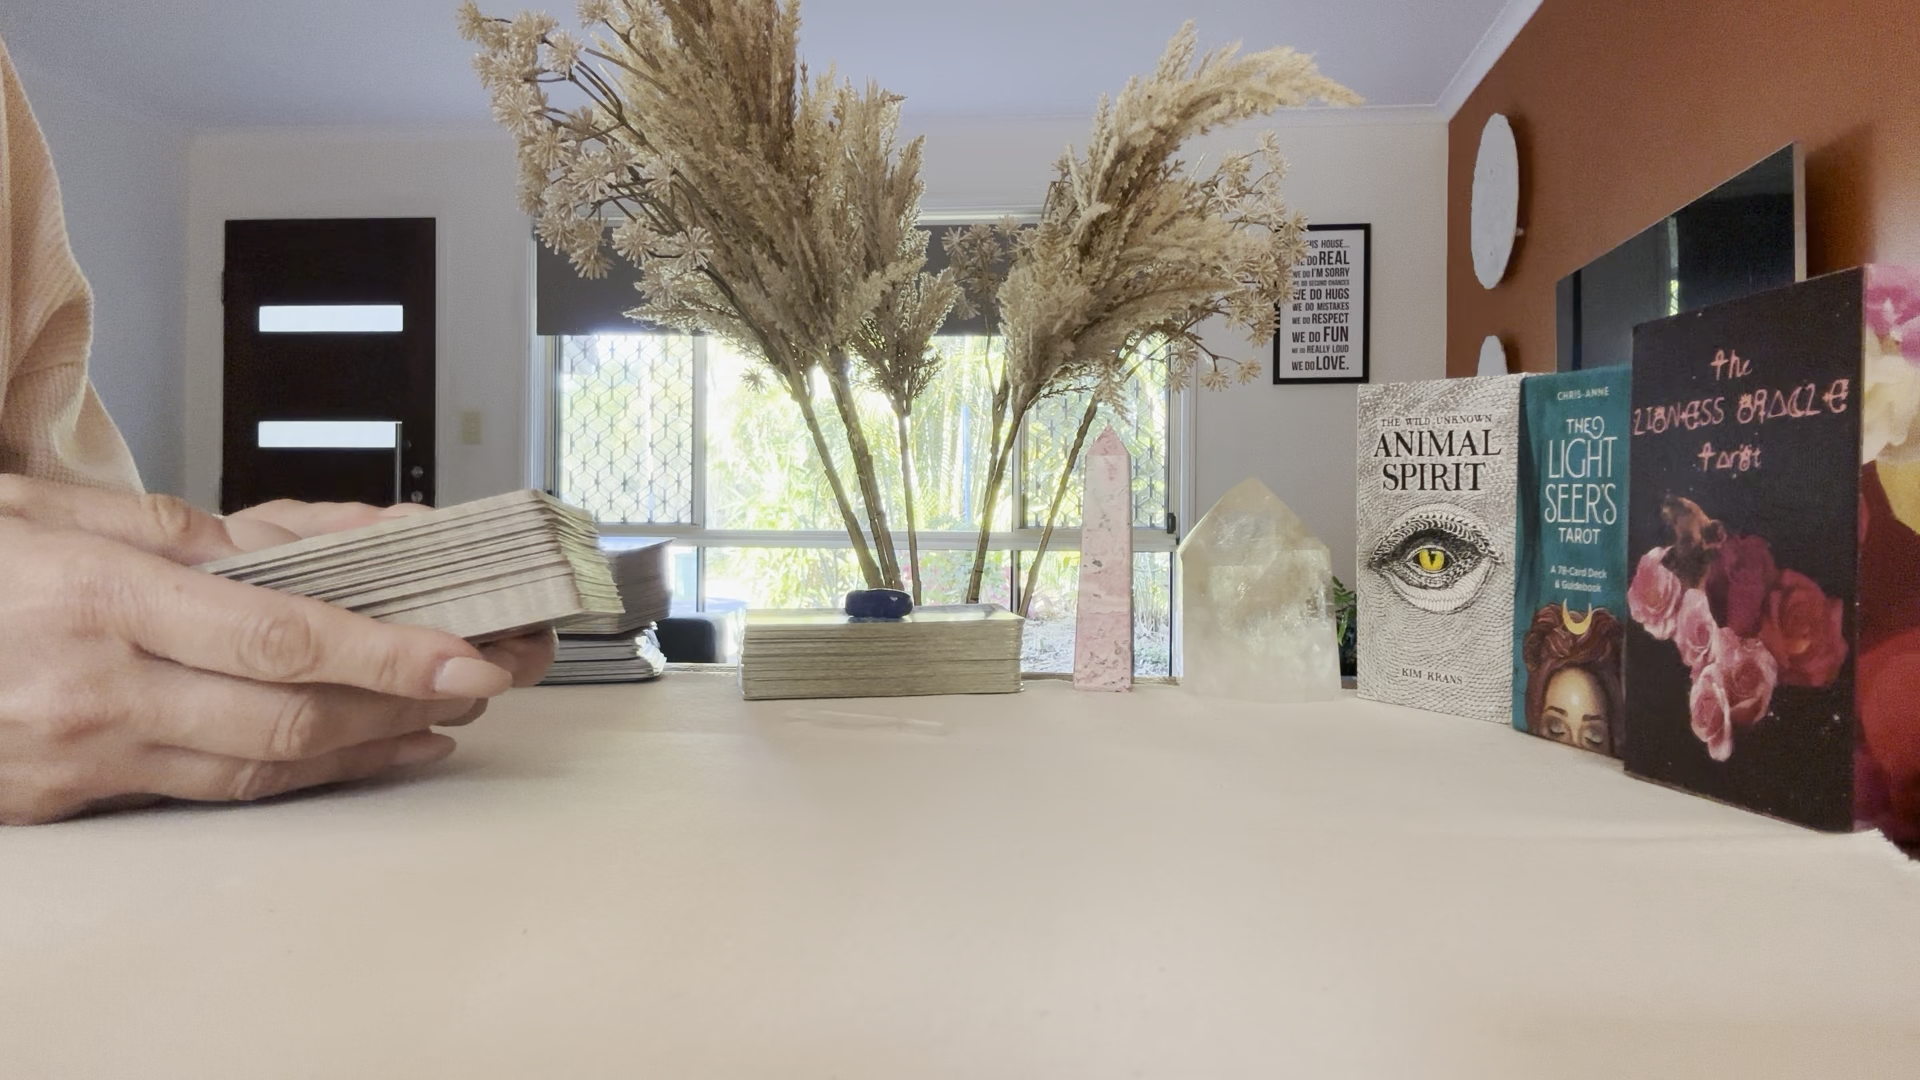 HIS HOUSE...
WE DO REAL
WE DO I'M SORRY
WE DO SECOND CHANCES
WE DO HUGS
WE DO MISTAKES
WE DO RESPECT
WE DO FUN
WE DO REALLY LOUD
WE DO LOVE.
THE WILD UNKNOWN
ANIMAL
SPIRIT
KIM KRANS
CHRIS-ANNE
THE
LIGHT
SEER'S
TAROT
A 78-Card Deck
& Guidebook
the
LIONESS ORACLE
tarot